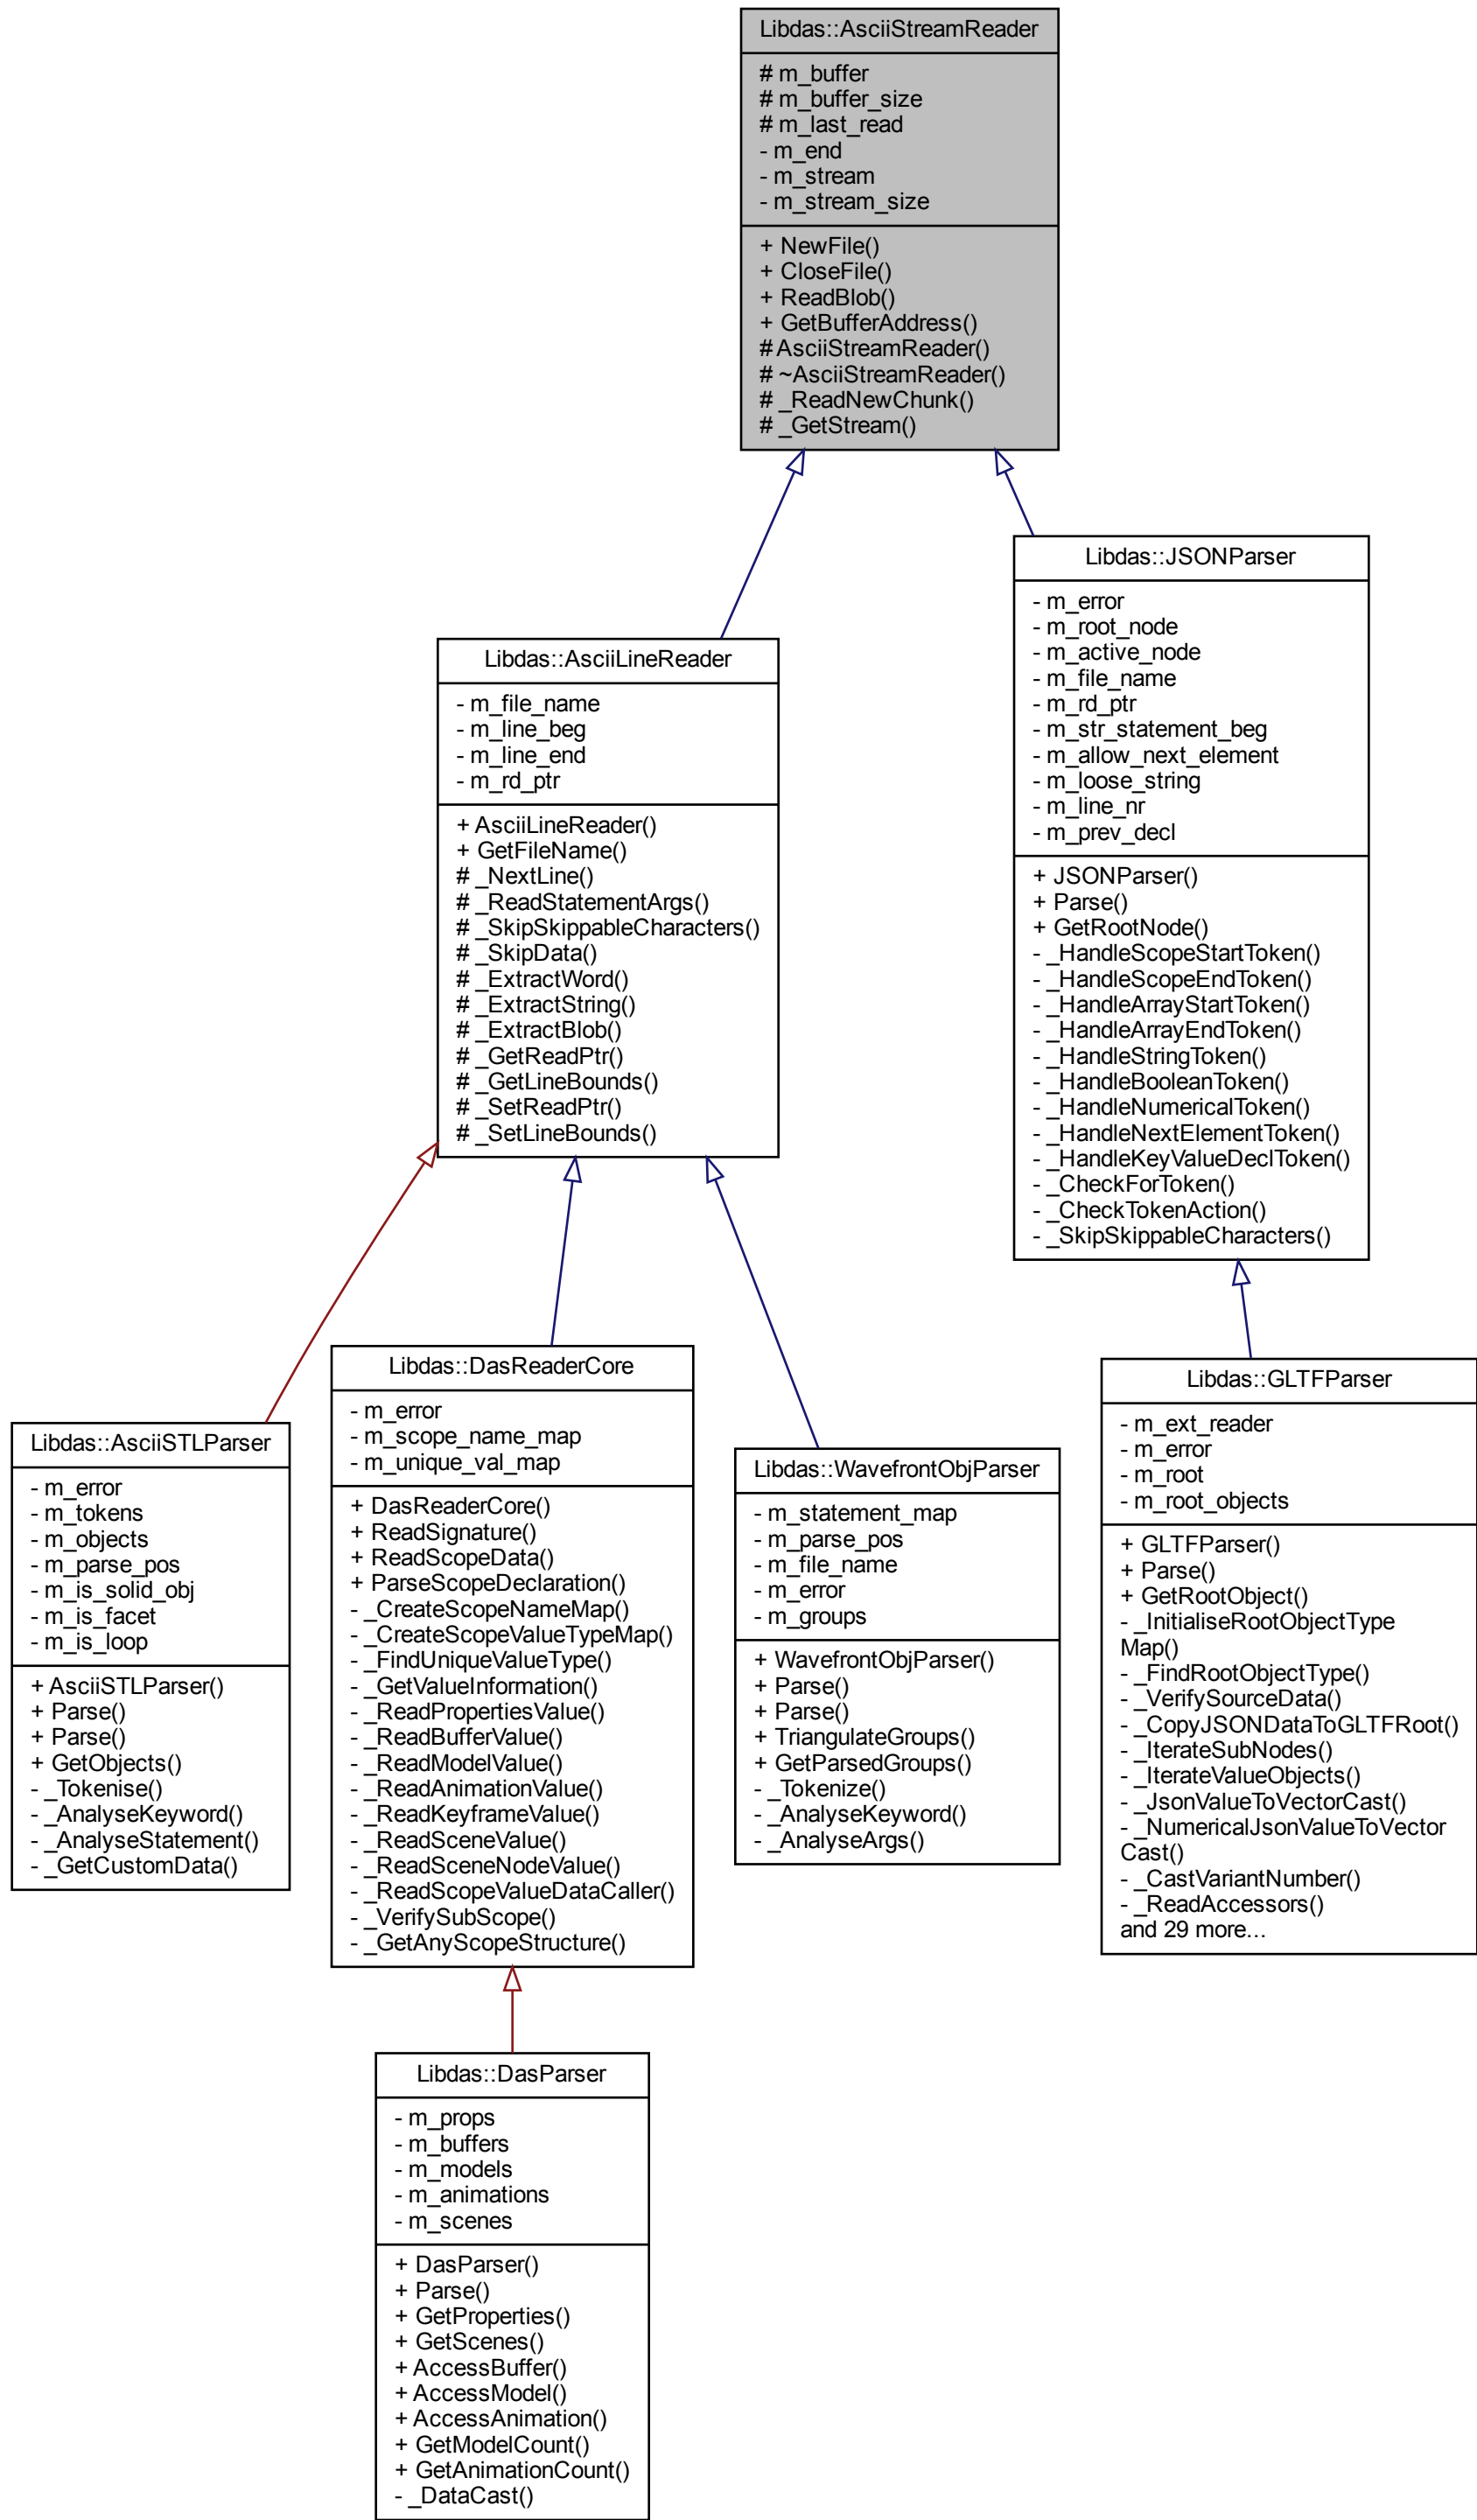 Libdas::AsciiStreamReader
# m_buffer
# m_buffer_size
# m_last_read
- m_end
- m_stream
- m_stream_size
+ NewFile()
+ CloseFile()
+ ReadBlob()
+ GetBufferAddress()
# AsciiStreamReader()
# ~AsciiStreamReader()
# _ReadNewChunk()
# _GetStream()
Libdas::JSONParser
- m_error
- m_root_node
- m_active_node
- m_file_name
- m_rd_ptr
- m_str_statement_beg
- m_allow_next_element
- m_loose_string
- m_line_nr
- m_prev_decl
+ JSONParser()
+ Parse()
+ GetRootNode()
- _HandleScopeStartToken()
- _HandleScopeEndToken()
- _HandleArrayStartToken()
- _HandleArrayEndToken()
- _HandleStringToken()
- _HandleBooleanToken()
- _HandleNumericalToken()
- _HandleNextElementToken()
- _HandleKeyValueDeclToken()
- _CheckForToken()
- _CheckTokenAction()
- _SkipSkippableCharacters()
Libdas::AsciiLineReader
- m_file_name
- m_line_beg
- m_line_end
- m_rd_ptr
+ AsciiLineReader()
+ GetFileName()
# _NextLine()
# _ReadStatementArgs()
# _SkipSkippableCharacters()
# _SkipData()
# _ExtractWord()
# _ExtractString()
# _ExtractBlob()
# _GetReadPtr()
# _GetLineBounds()
# _SetReadPtr()
# _SetLineBounds()
Libdas::AsciiSTLParser
- m_error
- m_tokens
- m_objects
- m_parse_pos
- m_is_solid_obj
- m_is_facet
- m_is_loop
+ AsciiSTLParser()
+ Parse()
+ Parse()
+ GetObjects()
- _Tokenise()
- _AnalyseKeyword()
- _AnalyseStatement()
- _GetCustomData()
Libdas::DasReaderCore
- m_error
- m_scope_name_map
- m_unique_val_map
+ DasReaderCore()
+ ReadSignature()
+ ReadScopeData()
+ ParseScopeDeclaration()
- _CreateScopeNameMap()
- _CreateScopeValueTypeMap()
- _FindUniqueValueType()
- _GetValueInformation()
- _ReadPropertiesValue()
- _ReadBufferValue()
- _ReadModelValue()
- _ReadAnimationValue()
- _ReadKeyframeValue()
- _ReadSceneValue()
- _ReadSceneNodeValue()
- _ReadScopeValueDataCaller()
- _VerifySubScope()
- _GetAnyScopeStructure()
Libdas::WavefrontObjParser
- m_statement_map
- m_parse_pos
- m_file_name
- m_error
- m_groups
+ WavefrontObjParser()
+ Parse()
+ Parse()
+ TriangulateGroups()
+ GetParsedGroups()
- _Tokenize()
- _AnalyseKeyword()
- _AnalyseArgs()
Libdas::GLTFParser
- m_ext_reader
- m_error
- m_root
- m_root_objects
+ GLTFParser()
+ Parse()
+ GetRootObject()
- _InitialiseRootObjectType
Map()
- _FindRootObjectType()
- _VerifySourceData()
- _CopyJSONDataToGLTFRoot()
- _IterateSubNodes()
- _IterateValueObjects()
- _JsonValueToVectorCast()
- _NumericalJsonValueToVector
Cast()
- _CastVariantNumber()
- _ReadAccessors()
and 29 more...
Libdas::DasParser
- m_props
- m_buffers
- m_models
- m_animations
- m_scenes
+ DasParser()
+ Parse()
+ GetProperties()
+ GetScenes()
+ AccessBuffer()
+ AccessModel()
+ AccessAnimation()
+ GetModelCount()
+ GetAnimationCount()
- _DataCast()